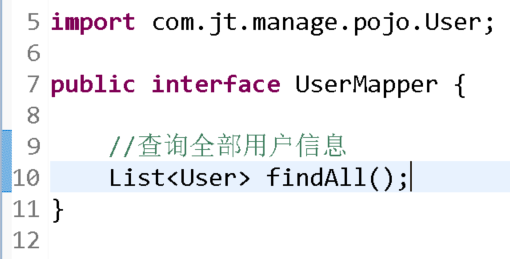 5 import com.jt.manage.pojo.User;
6
7 public interface UserMapper {
8
9 //查询全部用户信息
10 List<User> findAll();
11 }
12